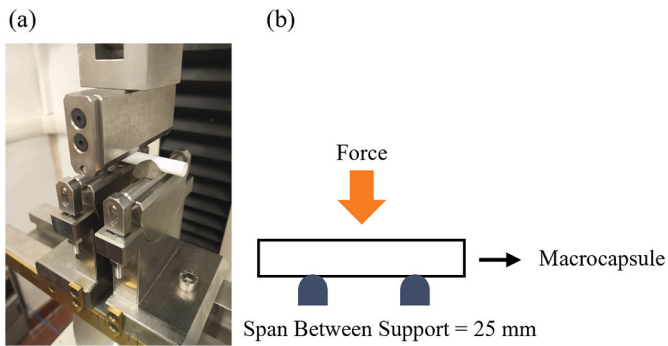 (a)
(b)
Force
Macrocapsule
Span Between Support = 25 mm